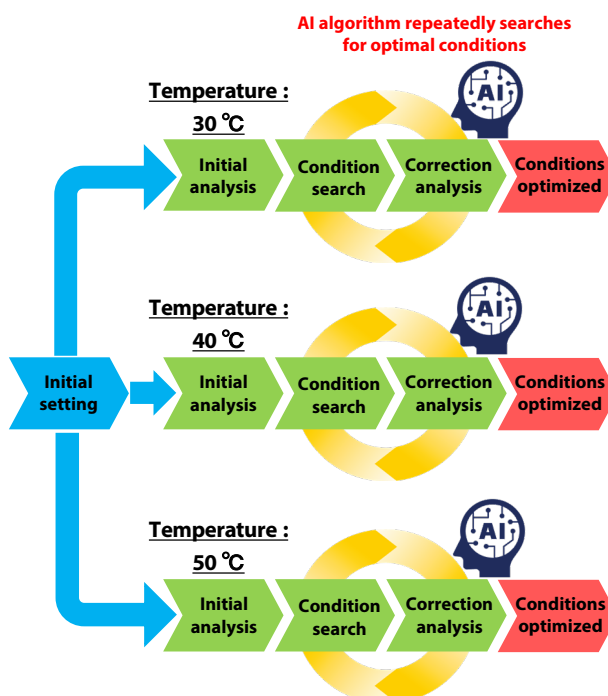 AI algorithm repeatedly searches
for optimal conditions
Temperature :
30 ℃
AI
Initial
analysis
Condition
search
Correction
analysis
Conditions
optimized
Temperature :
40 ℃
AI
Initial
setting
Initial
analysis
Condition
search
Correction
analysis
Conditions
optimized
Temperature :
50 ℃
AI
Initial
analysis
Condition
search
Correction
analysis
Conditions
optimized